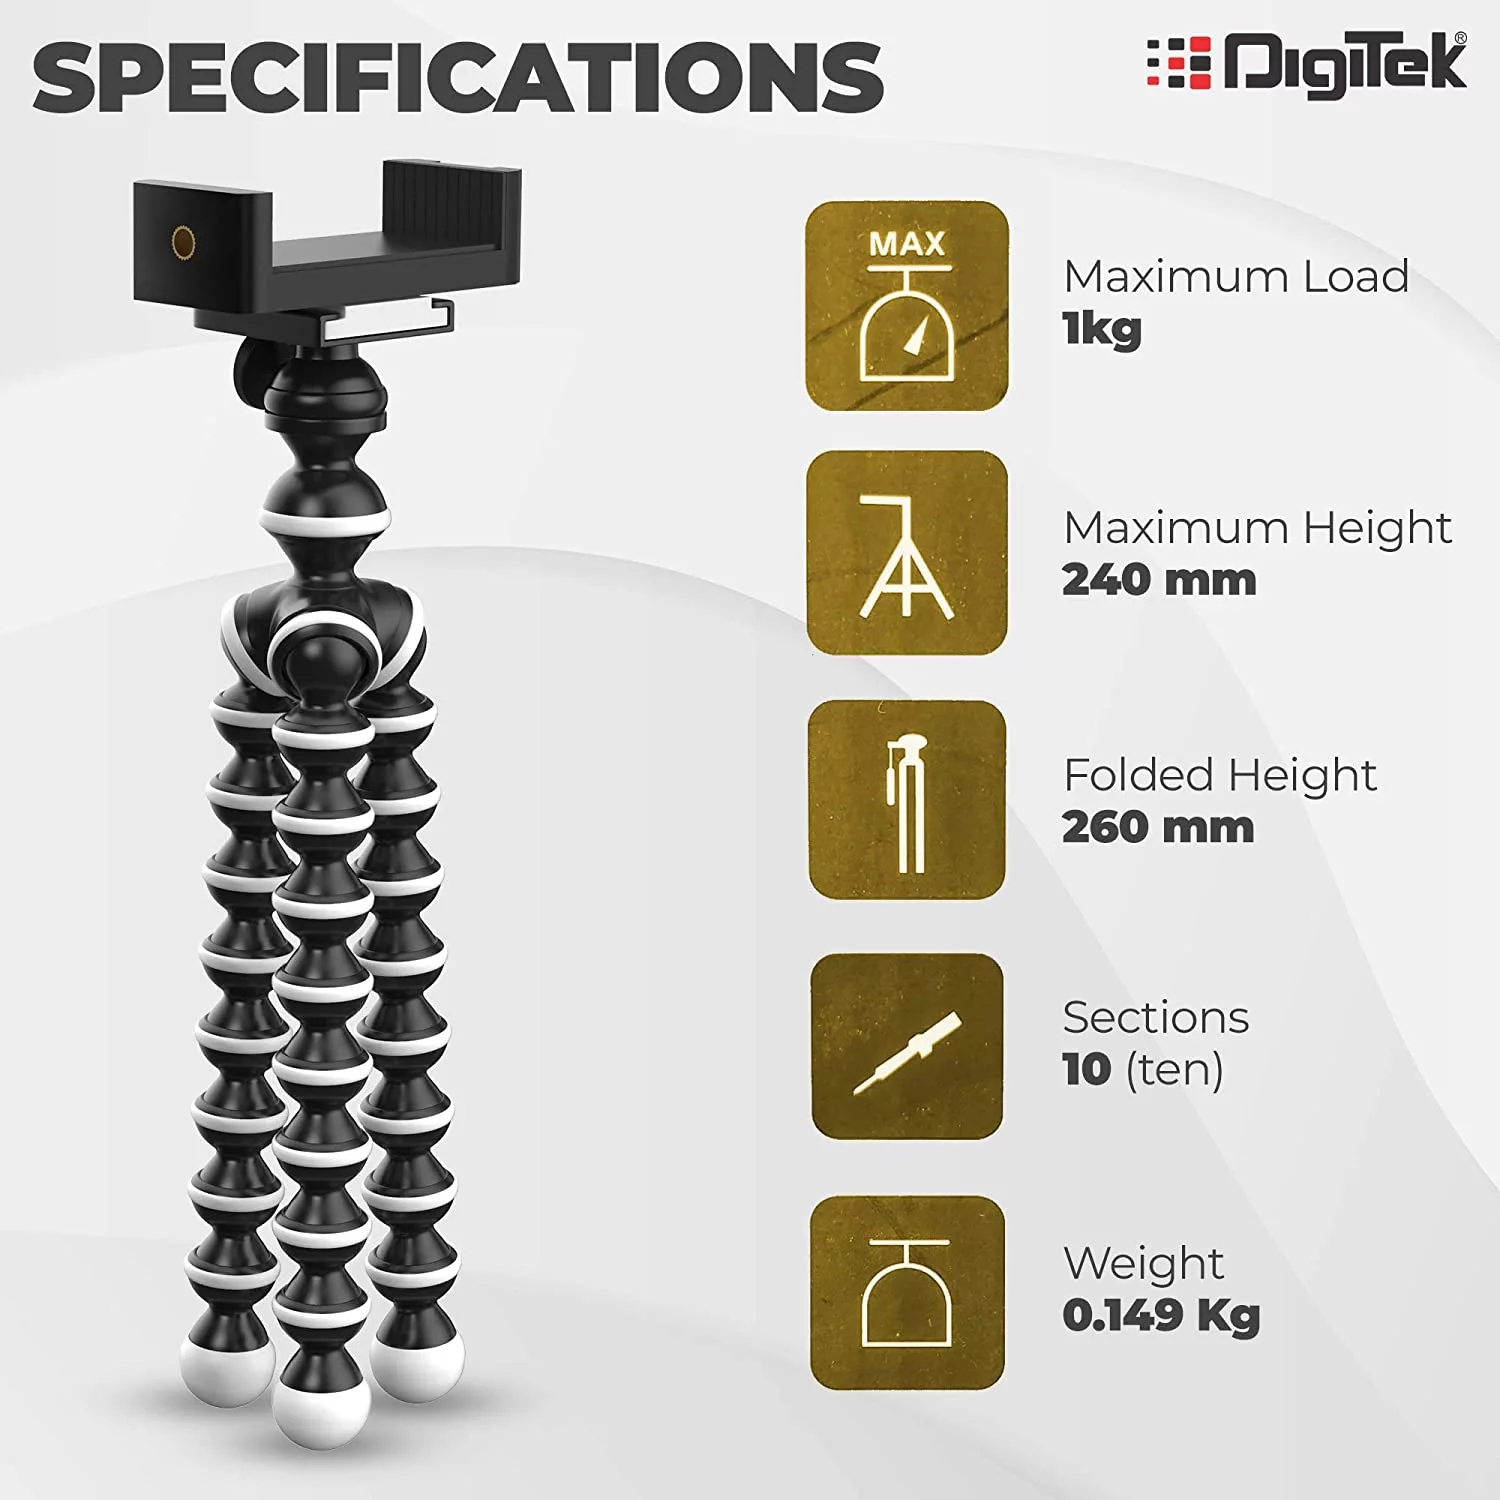 SPECIFICATIONS
DIGITEK®
MAX
Maximum Load
1kg
Maximum Height
240 mm
Folded Height
260 mm
Sections
10 (ten)
Weight
0.149 Kg